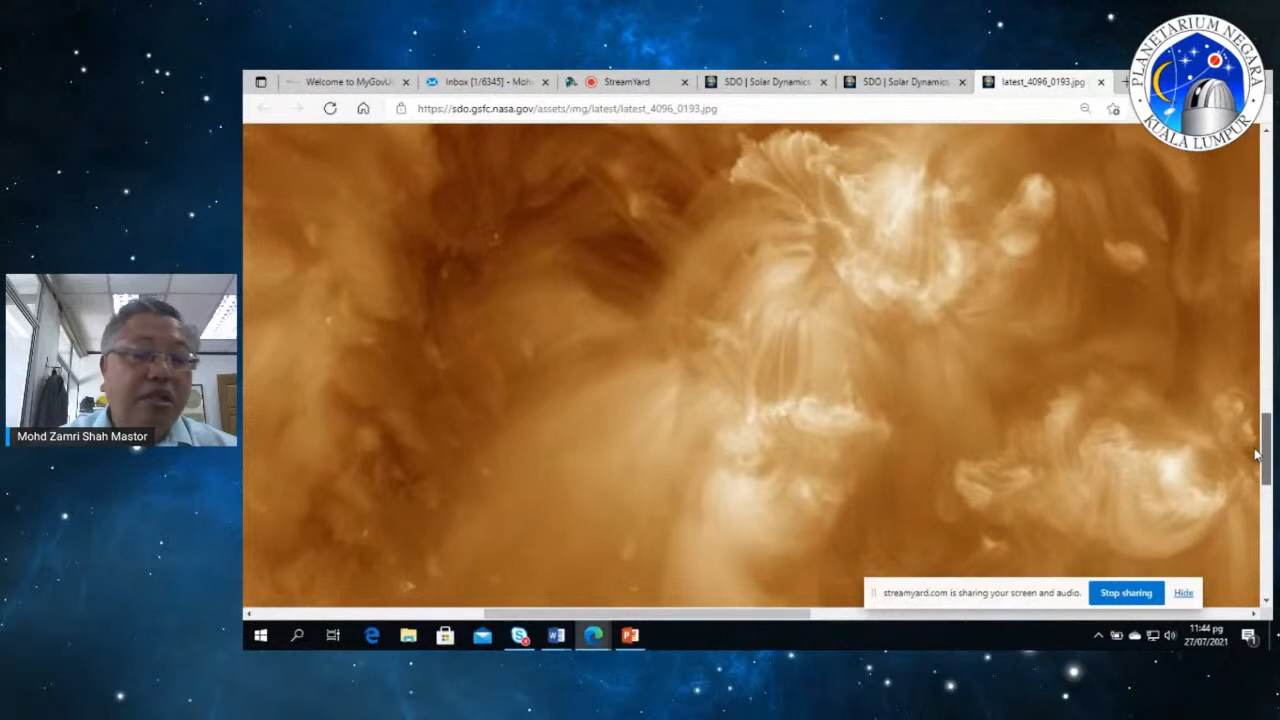 PLANETARIUM NEGARA
KUALA LUMPUR
Welcome to MyGovU
Inbox (1/6345) - Moh
StreamYard
SDO | Solar Dynamics
SDO | Solar Dynamics
latest_4096_0193.jpg
https://sdo.gsfc.nasa.gov/assets/img/latest/latest_4096_0193.jpg
Mohd Zamri Shah Mastor
streamyard.com is sharing your screen and audio.
Stop sharing
Hide
11:44 pg
27/07/2021
1